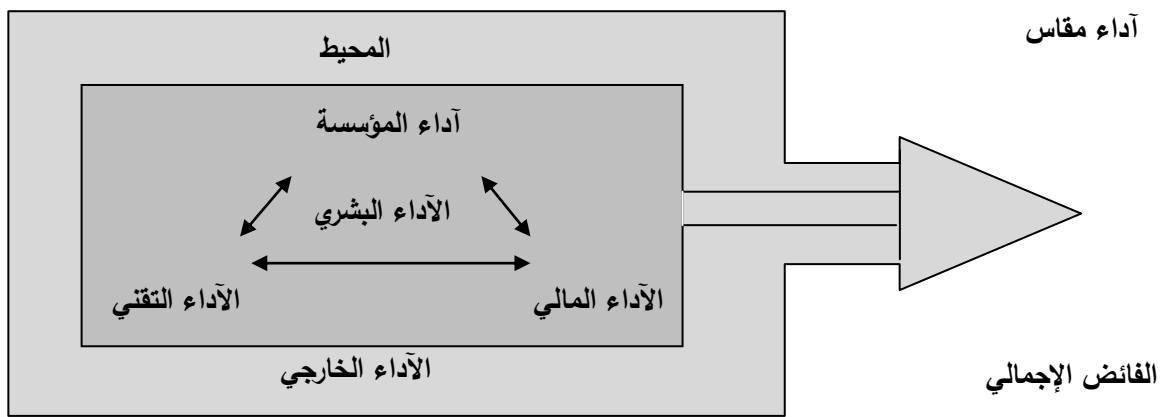 آداء مقاس
المحيط
آداء المؤسسة
الآداء البشري
الآداء المالي
الآداء التقني
الآداء الخارجي
الفائض الإجمالي